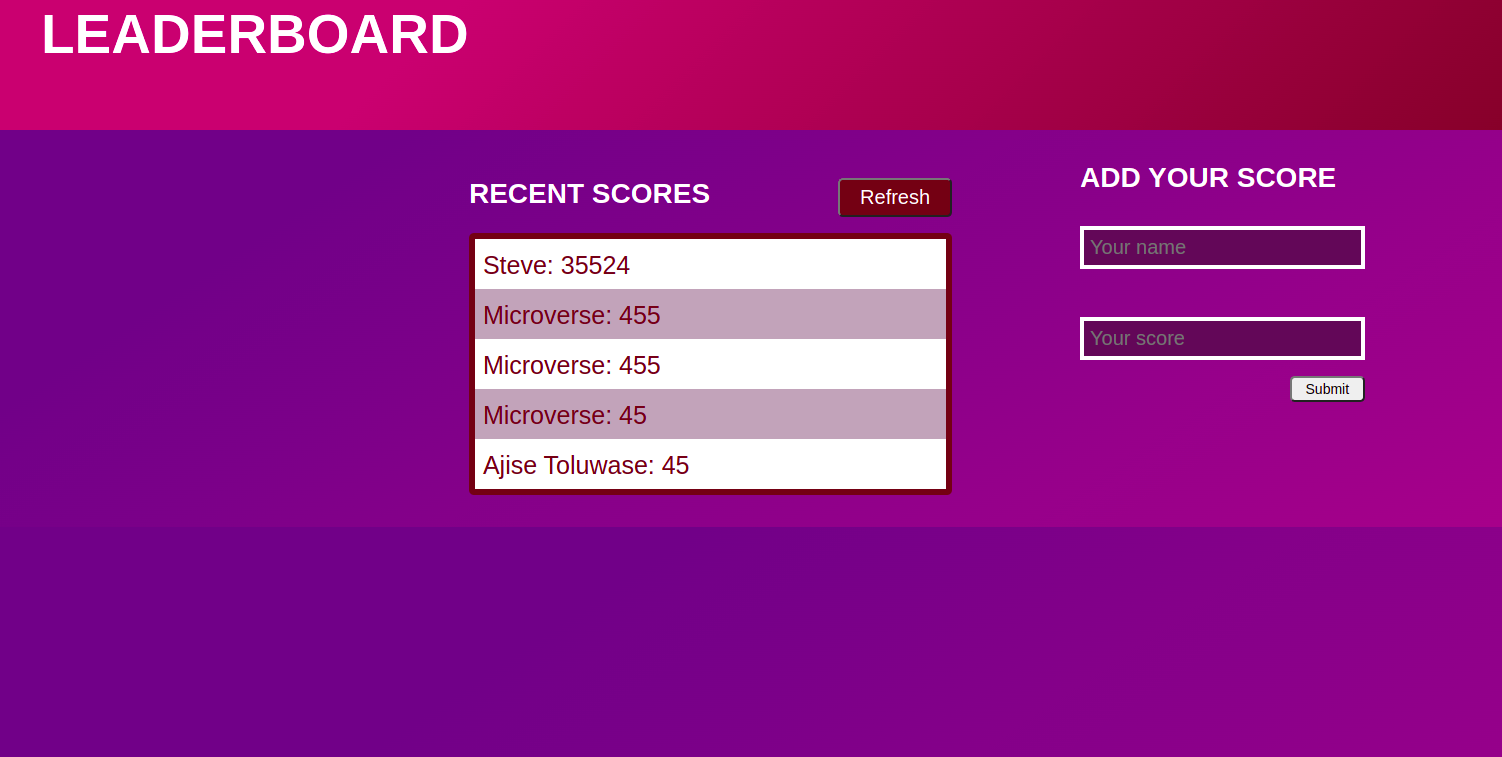 LEADERBOARD
RECENT SCORES
Refresh
Steve: 35524
Microverse: 455
Microverse: 455
Microverse: 45
Ajise Toluwase: 45
ADD YOUR SCORE
Your name
Your score
Submit